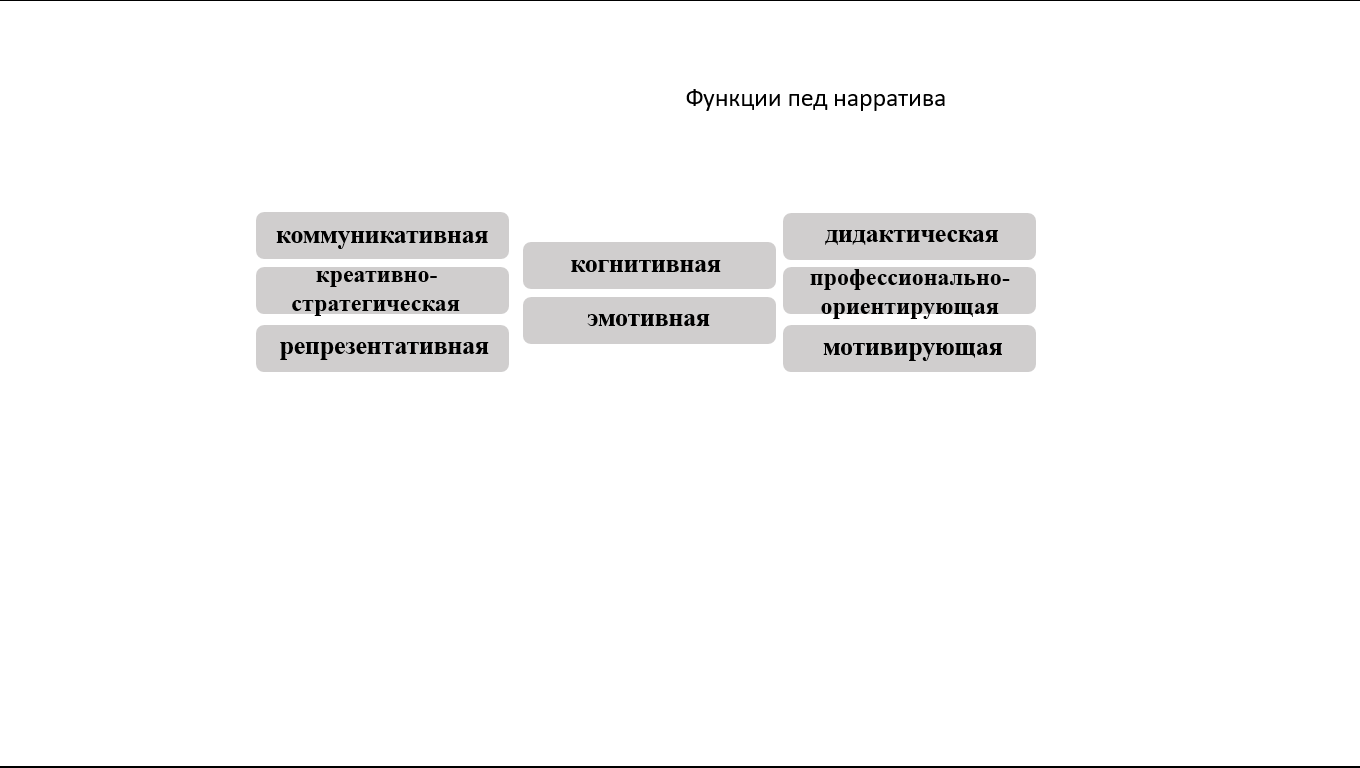 Функции пед нарратива
коммуникативная
креативно-
стратегическая
репрезентативная
когнитивная
эмотивная
дидактическая
профессионально-
ориентирующая
мотивирующая